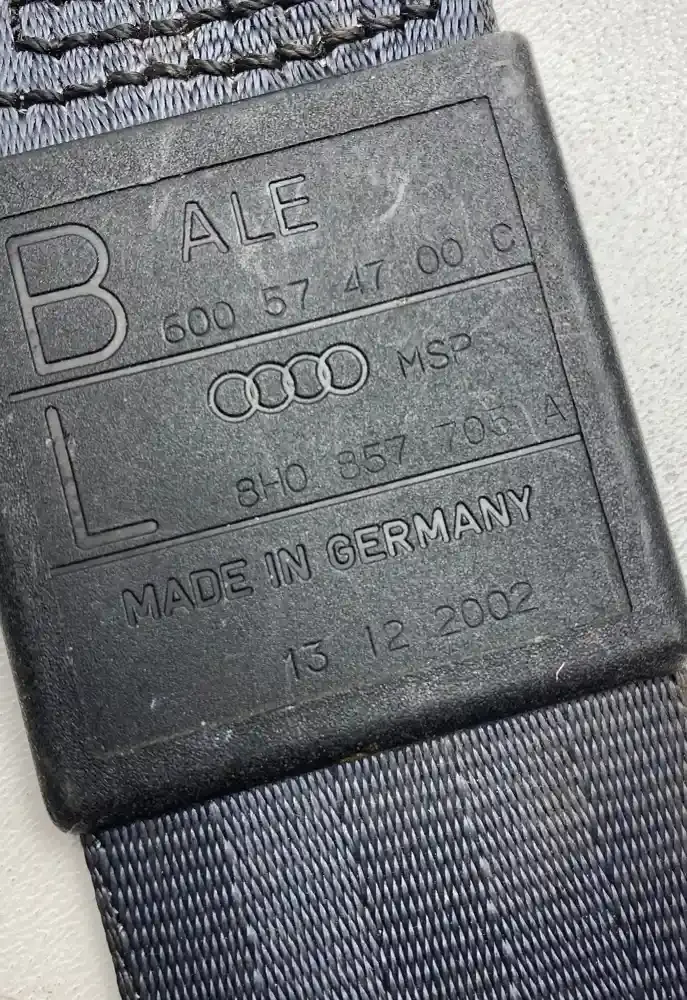 B ALE
600 57 47 00 C
L MSP
8H0 857 705 A
MADE IN GERMANY
13 12 2002